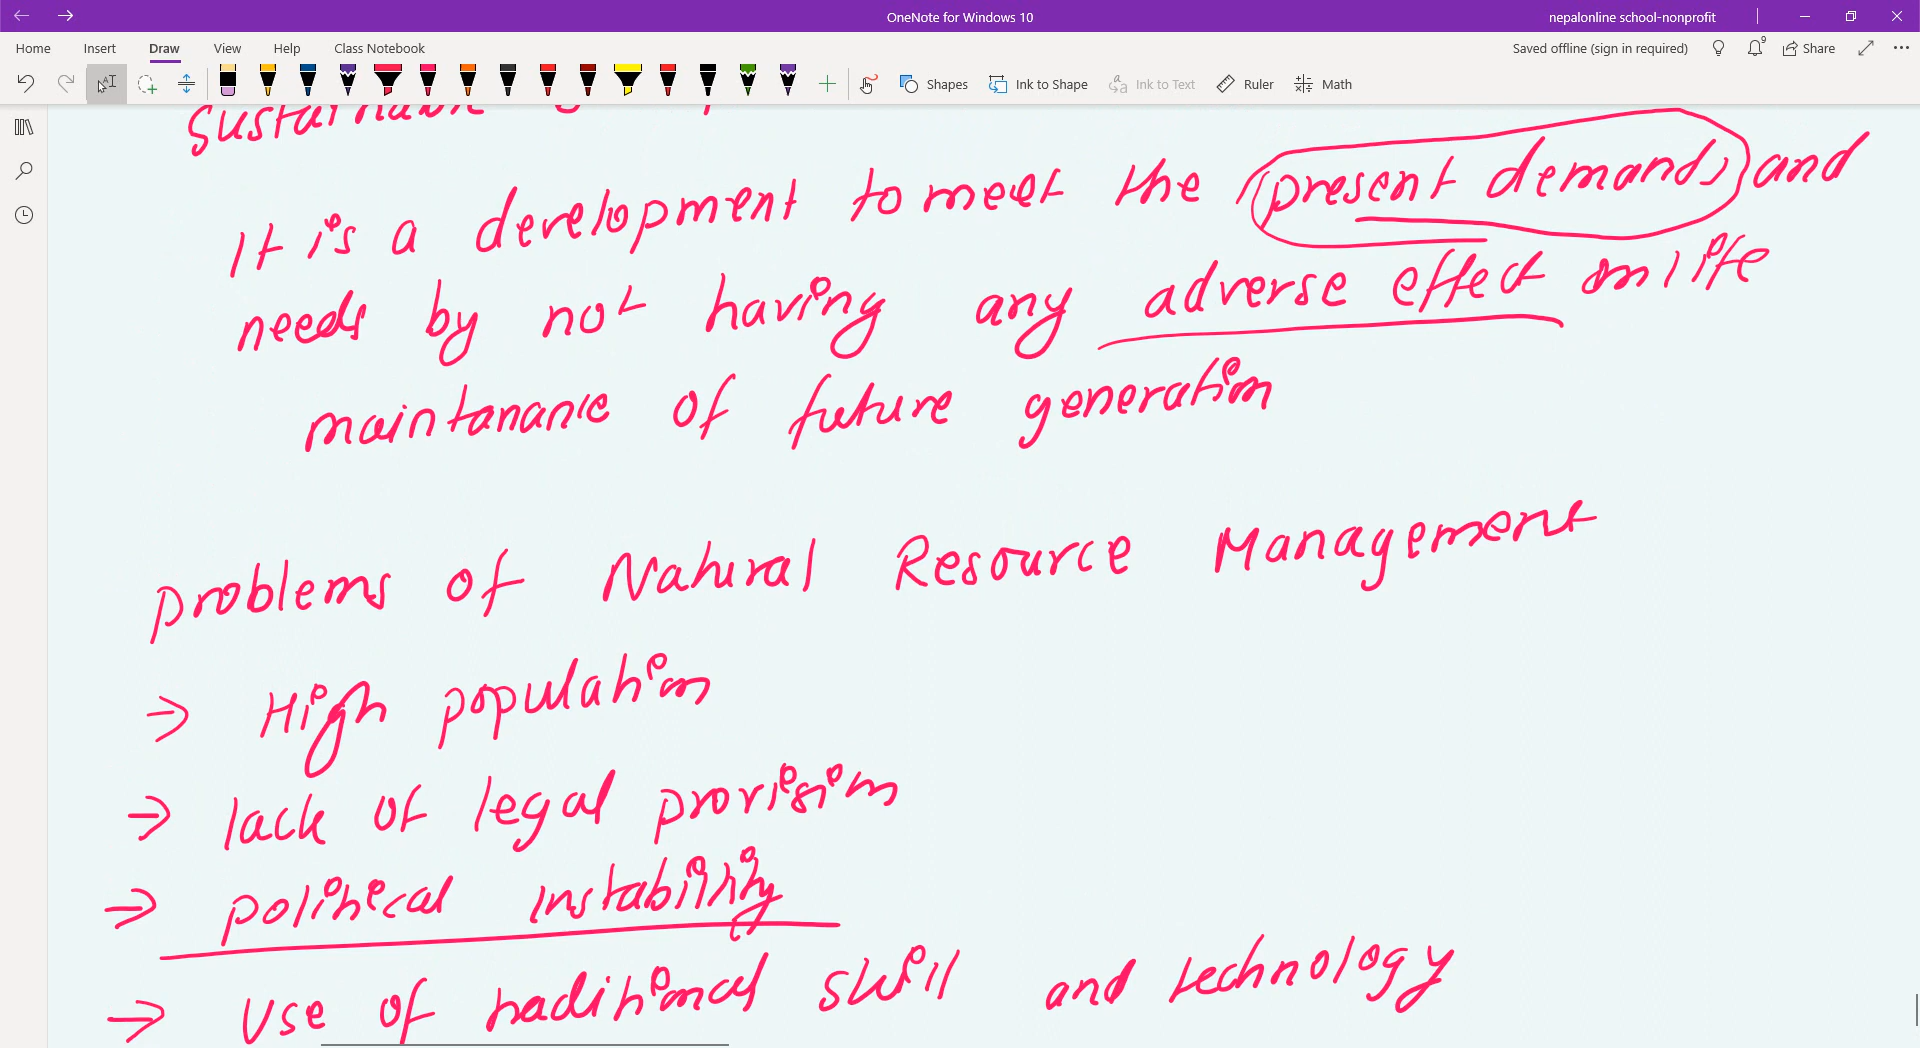 OneNote for Windows 10
nepalonline school-nonprofit
Home Insert Draw View Help Class Notebook
Saved offline (sign in required) 9 Share
Shapes Ink to Shape Ink to Text Ruler Math
sustainable
It is a development to meet the present demands and
needs by not having any adverse effect on life
maintanance of future generation
problems of Natural Resource Management
→ High population
→ lack of legal provision
→ political instability
→ Use of traditional skill and technology